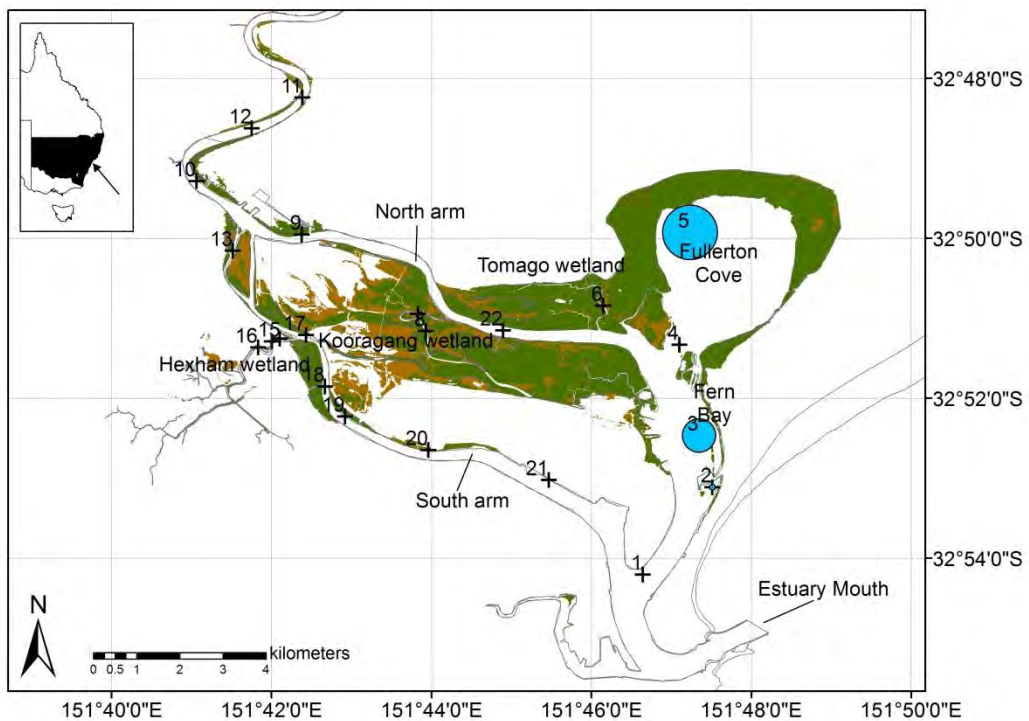 32°48'0"S
11
12
10
9
North arm
13
5
Fullerton
Cove
32°50'0"S
Tomago wetland
6
8
22
4
17
15
16
Kooragang wetland
Hexham wetland
18
19
Fern
Bay
3
32°52'0"S
20
South arm
21
2
1
32°54'0"S
Estuary Mouth
N
kilometers
0 0.5 1 2 3 4
151°40'0"E 151°42'0"E 151°44'0"E 151°46'0"E 151°48'0"E 151°50'0"E